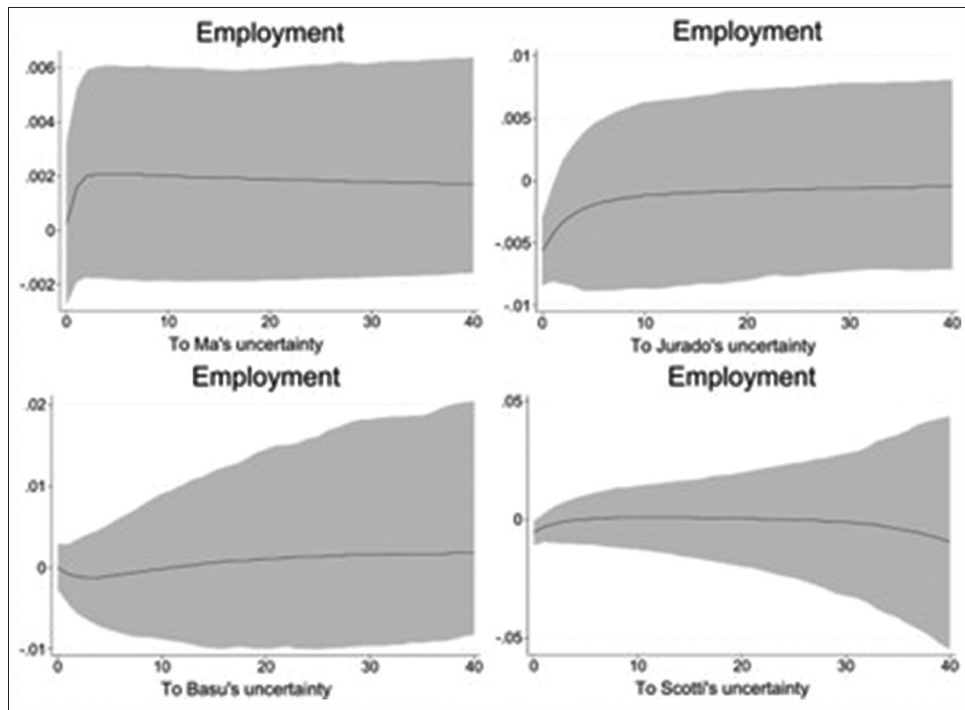 Employment
.006
.004
.002
0
-.002
0 10 20 30 40
To Ma's uncertainty
Employment
.01
.005
0
-.005
-.01
0 10 20 30 40
To Jurado's uncertainty
Employment
.02
.01
0
-.01
0 10 20 30 40
To Basu's uncertainty
Employment
.05
0
-.05
0 10 20 30 40
To Scotti's uncertainty